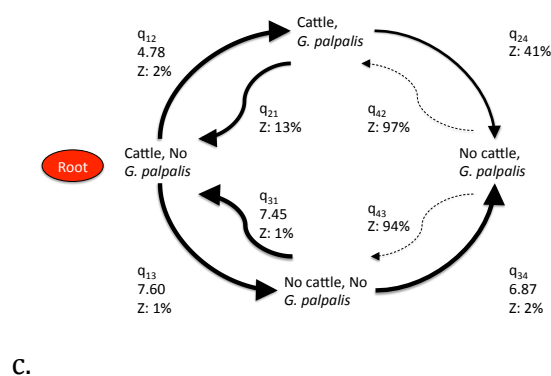 q12
4.78
Z: 2%
Cattle,
G. palpalis
q24
Z: 41%
q21
Z: 13%
q42
Z: 97%
Root
Cattle, No
G. palpalis
No cattle,
G. palpalis
q31
7.45
Z: 1%
q43
Z: 94%
q13
7.60
Z: 1%
No cattle, No
G. palpalis
q34
6.87
Z: 2%
C.